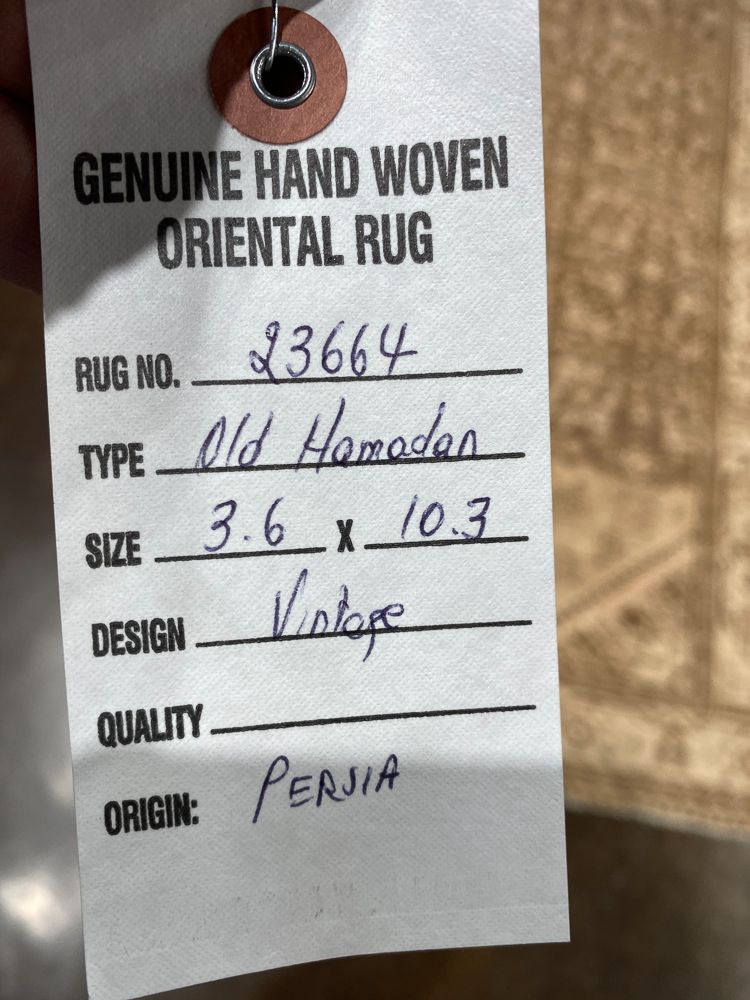 GENUINE HAND WOVEN
ORIENTAL RUG
RUG NO. 23664
TYPE Old Hamadan
SIZE 3.6 X 10.3
DESIGN Vintage
QUALITY
ORIGIN: PERSIA